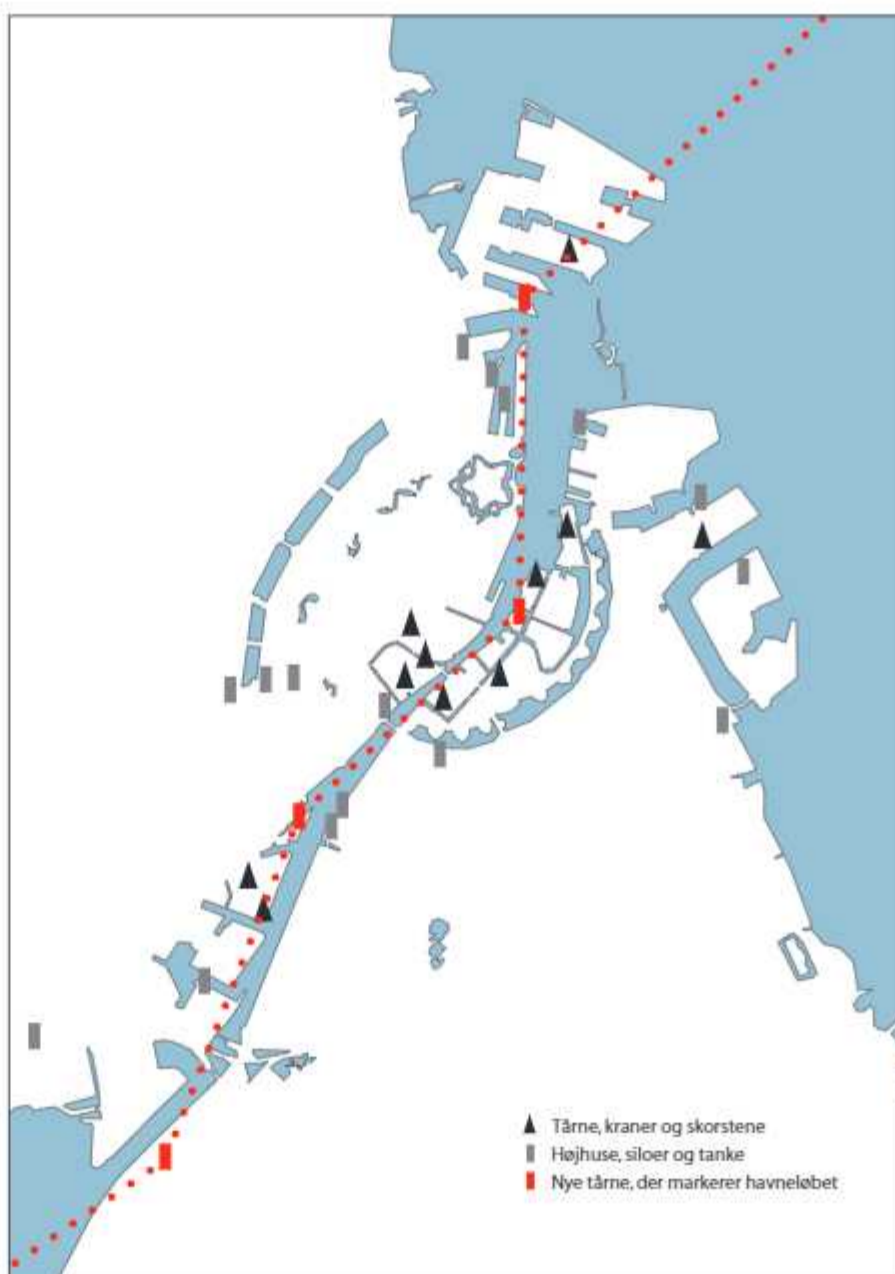 Tårne, kraner og skorstene
Højhuse, siloer og tanke
Nye tårne, der markerer havneløbet